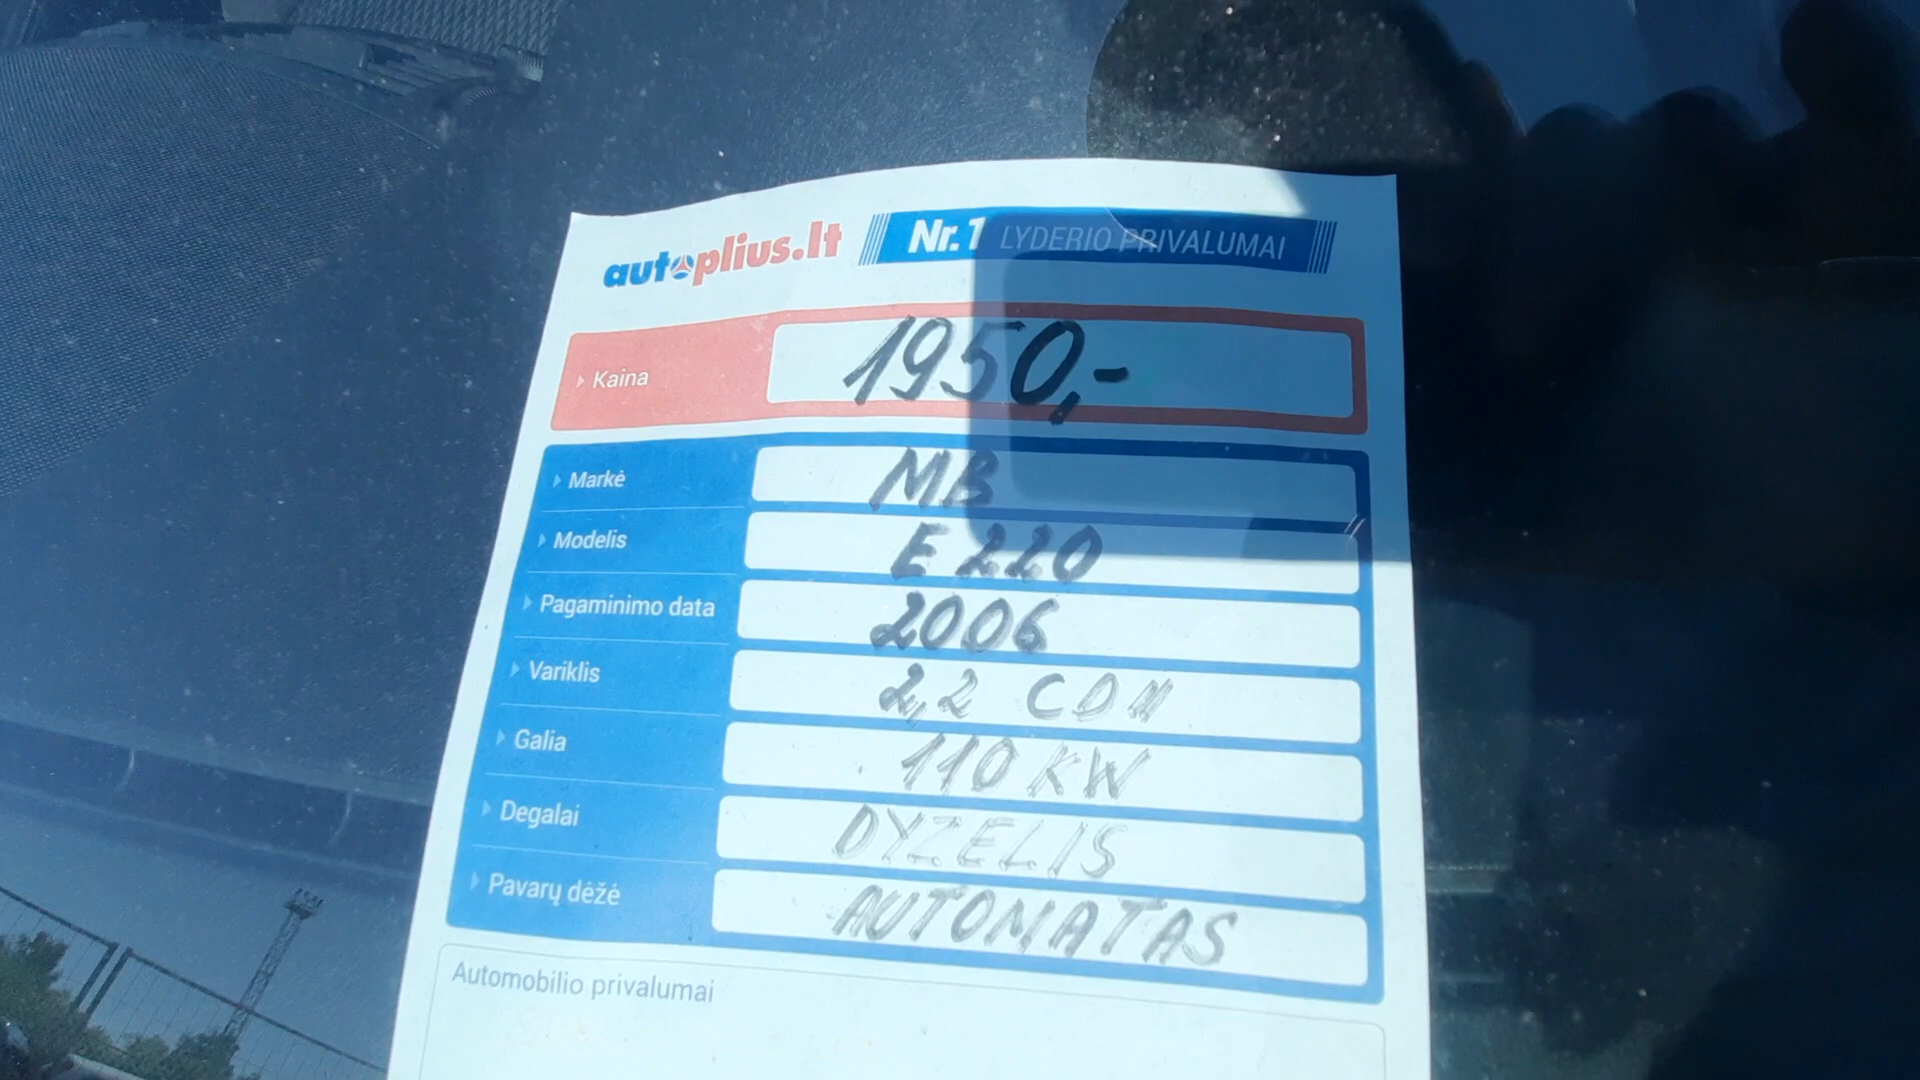 autoplius.lt Nr.1 LYDERIO PRIVALUMAI
Kaina 1950,-
Markė MB
Modelis E 220
Pagaminimo data 2006
Variklis 2,2 CDI
Galia 110 KW
Degalai DYZELIS
Pavarų dėžė AUTOMATAS
Automobilio privalumai